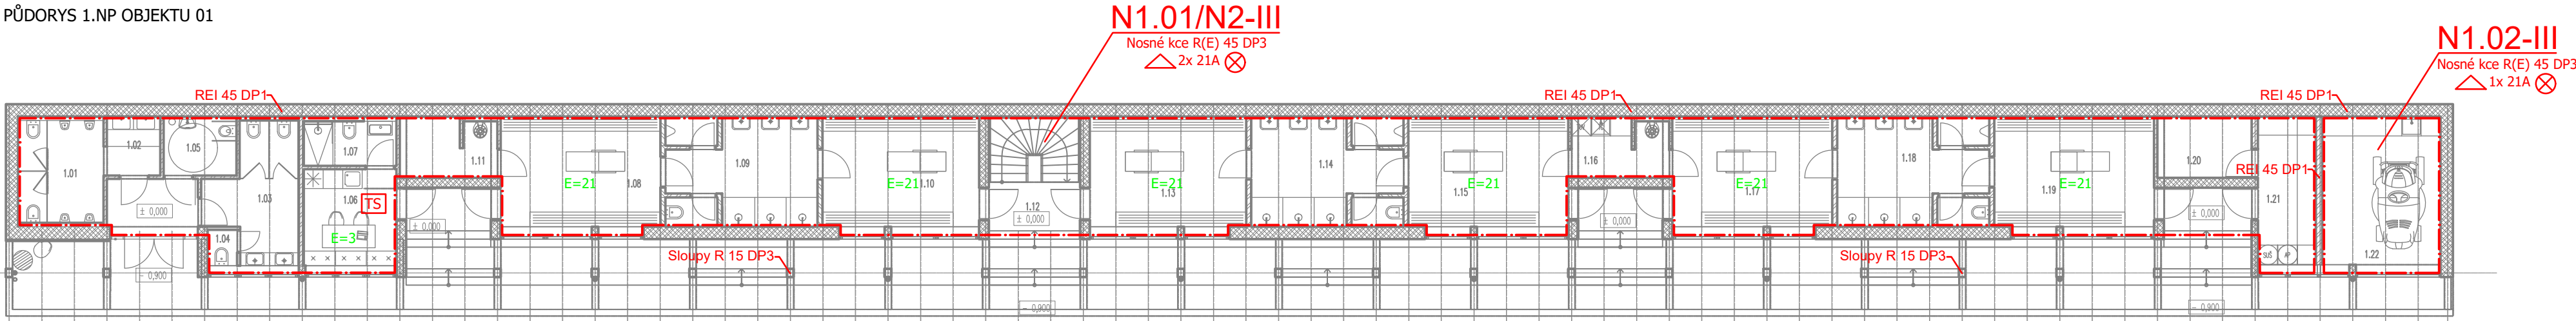 PŮDORYS 1.NP OBJEKTU 01
N1.01/N2-III
Nosné kce R(E) 45 DP3
2x 21A
N1.02-III
Nosné kce R(E) 45 DP3
1x 21A
REI 45 DP1
REI 45 DP1
REI 45 DP1
1.01
1.02
1.05
1.07
1.11
1.09
1.14
1.16
1.18
1.20
REI 45 DP1
1.03
1.06
TS
E=21
1.08
E=21
1.10
E=21
1.13
E=21
1.15
E=21
1.17
E=21
1.19
1.21
1.12
± 0,000
± 0,000
± 0,000
± 0,000
± 0,000
1.04
E=3
- 0,900
Sloupy R 15 DP3
Sloupy R 15 DP3
SUŠ
AP
1.22
- 0,900
- 0,900